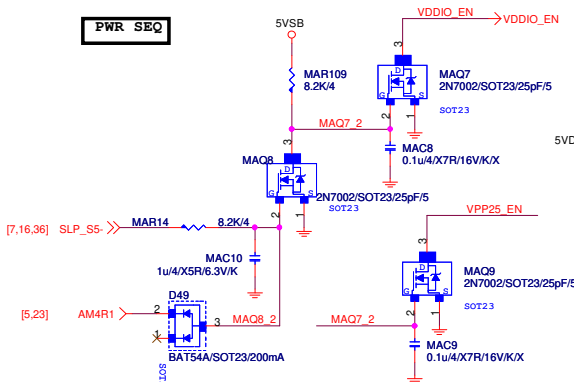 PWR SEQ
VDDIO_EN
VDDIO_EN
5VSB
3
D
MAQ7
2N7002/SOT23/25pF/5
G
S
SOT23
2
1
MAR109
8.2K/4
MAQ7_2
3
MAC8
0.1u/4/X7R/16V/K/X
5VD
MAQ8
D
2N7002/SOT23/25pF/5
G
S
SOT23
2
1
[7,16,36]
SLP_S5-
MAR14
8.2K/4
VPP25_EN
3
MAC10
1u/4/X5R/6.3V/K
D
MAQ9
2N7002/SOT23/25pF/5
G
S
SOT23
2
1
D49
[5,23]
AM4R1
2
1
3
MAQ8_2
MAQ7_2
BAT54A/SOT23/200mA
SOT
MAC9
0.1u/4/X7R/16V/K/X